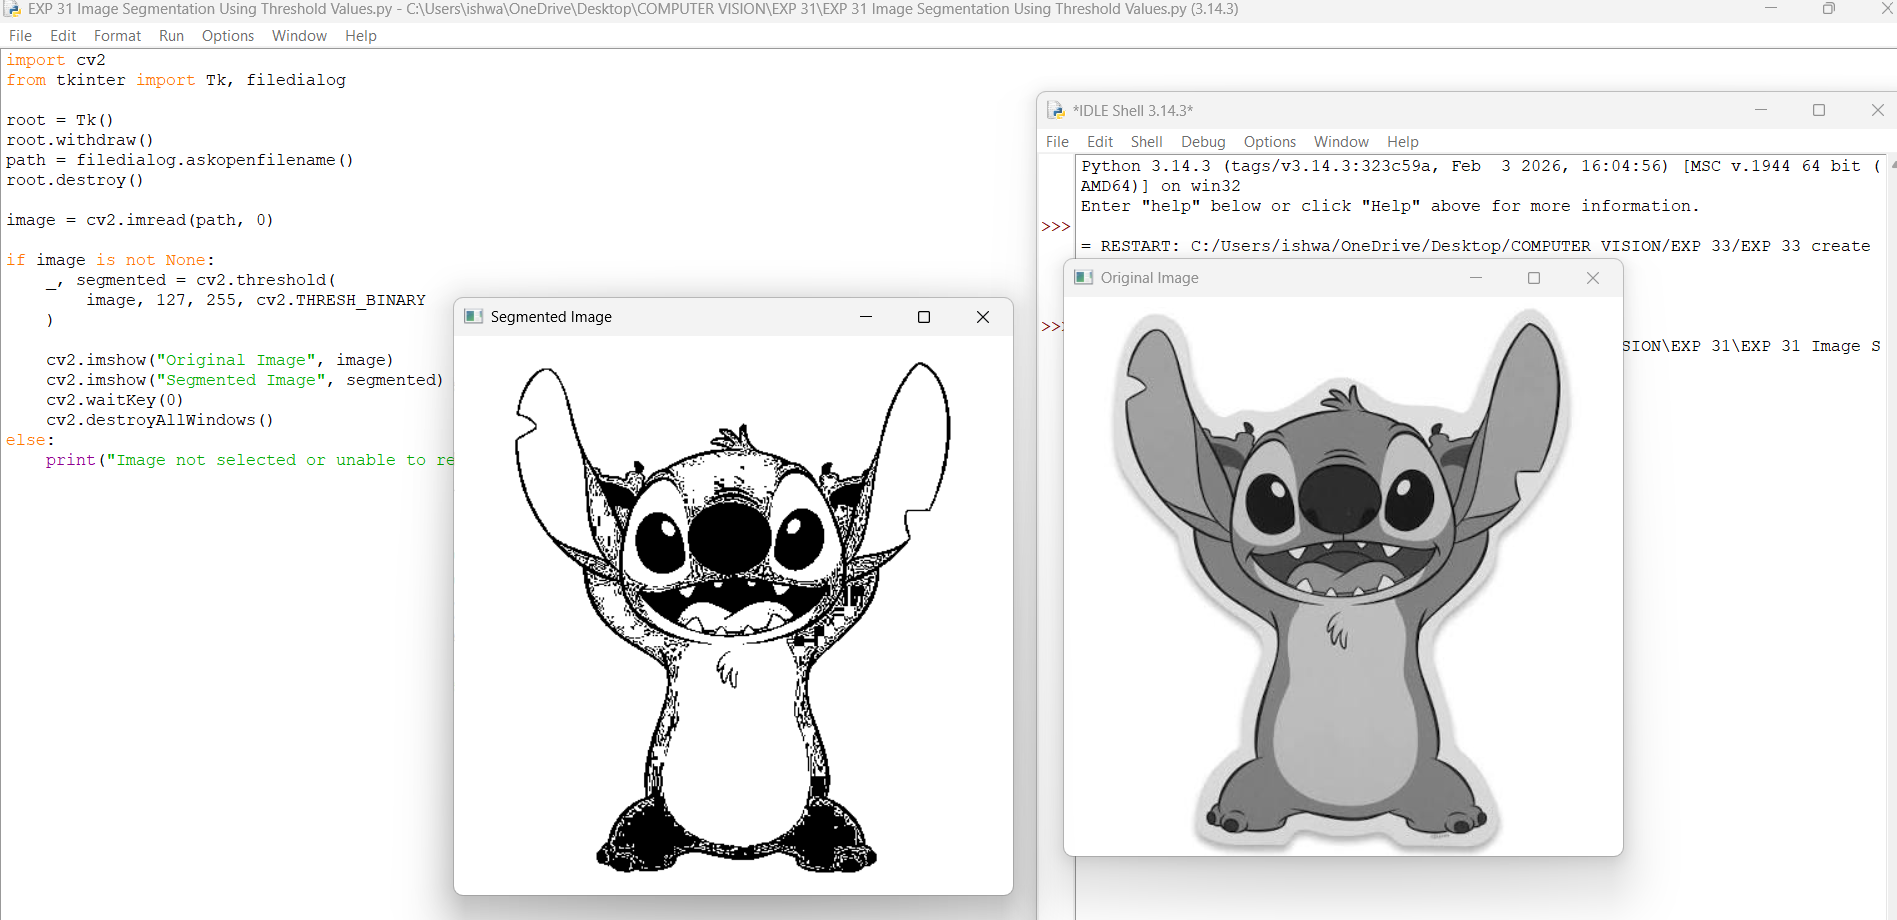 EXP 31 Image Segmentation Using Threshold Values.py - C:\Users\ishwa\OneDrive\Desktop\COMPUTER VISION\EXP 31\EXP 31 Image Segmentation Using Threshold Values.py (3.14.3)
File Edit Format Run Options Window Help
import cv2
from tkinter import Tk, filedialog
root = Tk()
root.withdraw()
path = filedialog.askopenfilename()
root.destroy()
image = cv2.imread(path, 0)
if image is not None:
    _, segmented = cv2.threshold(
        image, 127, 255, cv2.THRESH_BINARY
    )
    cv2.imshow("Original Image", image)
    cv2.imshow("Segmented Image", segmented)
    cv2.waitKey(0)
    cv2.destroyAllWindows()
else:
    print("Image not selected or unable to re
Segmented Image
*IDLE Shell 3.14.3*
File Edit Shell Debug Options Window Help
Python 3.14.3 (tags/v3.14.3:323c59a, Feb  3 2026, 16:04:56) [MSC v.1944 64 bit (
AMD64)] on win32
Enter "help" below or click "Help" above for more information.
>>>
= RESTART: C:/Users/ishwa/OneDrive/Desktop/COMPUTER VISION/EXP 33/EXP 33 create
Original Image
>>
SION\EXP 31\EXP 31 Image S